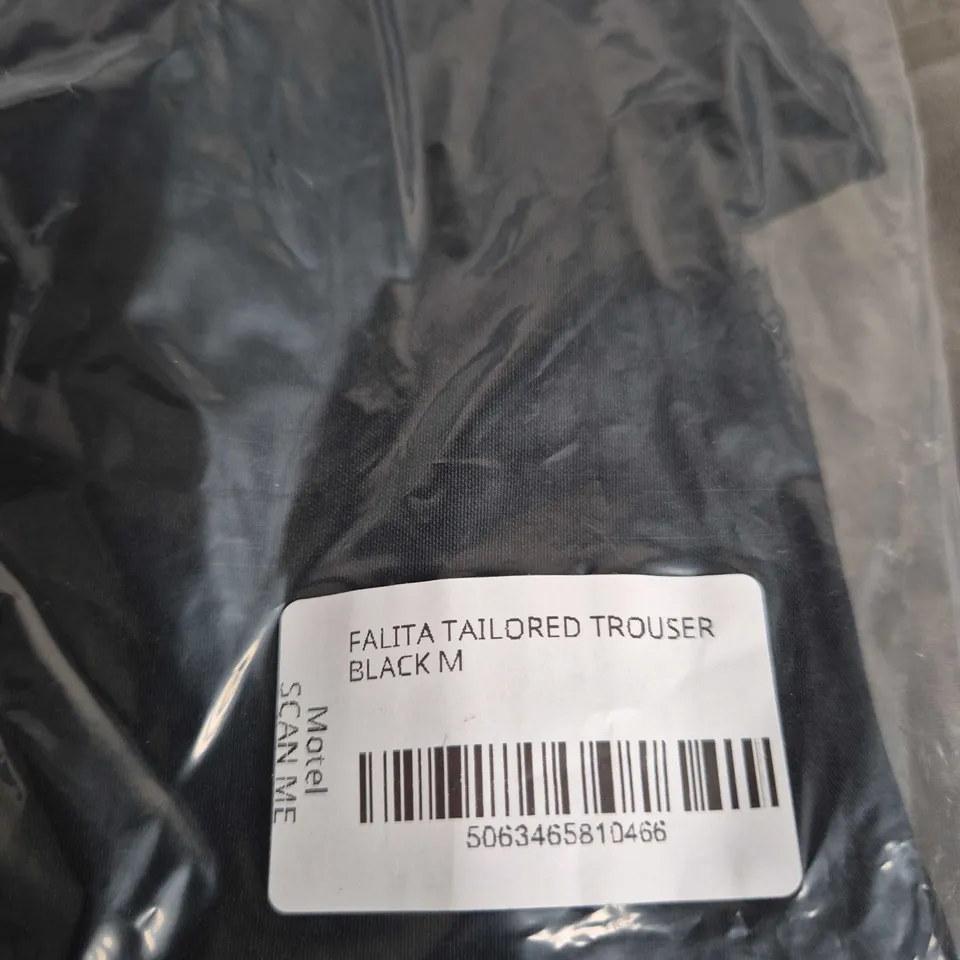 FALITA TAILORED TROUSER
BLACK M
Motel
SCAN ME
5063465810466